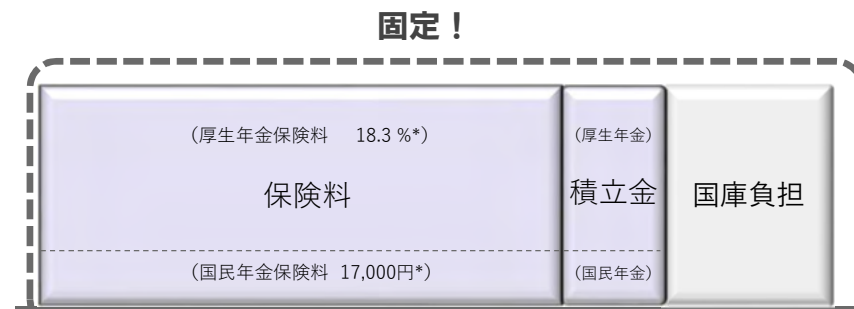 固定！
（厚生年金保険料　18.3 %*）
（厚生年金）
保険料
積立金
国庫負担
（国民年金保険料 17,000円*）
（国民年金）